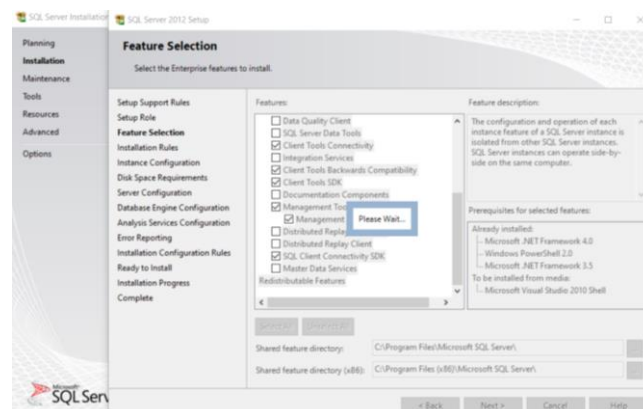 SQL Server Installation
SQL Server 2012 Setup
Planning
Installation
Maintenance
Tools
Resources
Advanced
Options
Feature Selection
Select the Enterprise features to install.
Setup Support Rules
Setup Role
Feature Selection
Installation Rules
Instance Configuration
Disk Space Requirements
Server Configuration
Database Engine Configuration
Analysis Services Configuration
Error Reporting
Installation Configuration Rules
Ready to Install
Installation Progress
Complete
Features:
Data Quality Client
SQL Server Data Tools
Client Tools Connectivity
Integration Services
Client Tools Backwards Compatibility
Client Tools SDK
Documentation Components
Management Too
Management
Distributed Replay
Distributed Replay Client
SQL Client Connectivity SDK
Master Data Services
Redistributable Features
Please Wait...
Feature description:
The configuration and operation of each
instance feature of a SQL Server instance is
isolated from other SQL Server instances.
SQL Server instances can operate side-by-
side on the same computer.
Prerequisites for selected features:
Already installed:
Microsoft .NET Framework 4.0
Windows PowerShell 2.0
Microsoft .NET Framework 3.5
To be installed from media:
Microsoft Visual Studio 2010 Shell
Select All Unselect All
Shared feature directory: C:\Program Files\Microsoft SQL Server\
Shared feature directory (x86): C:\Program Files (x86)\Microsoft SQL Server\
< Back Next > Cancel Help
Microsoft
SQL Serv